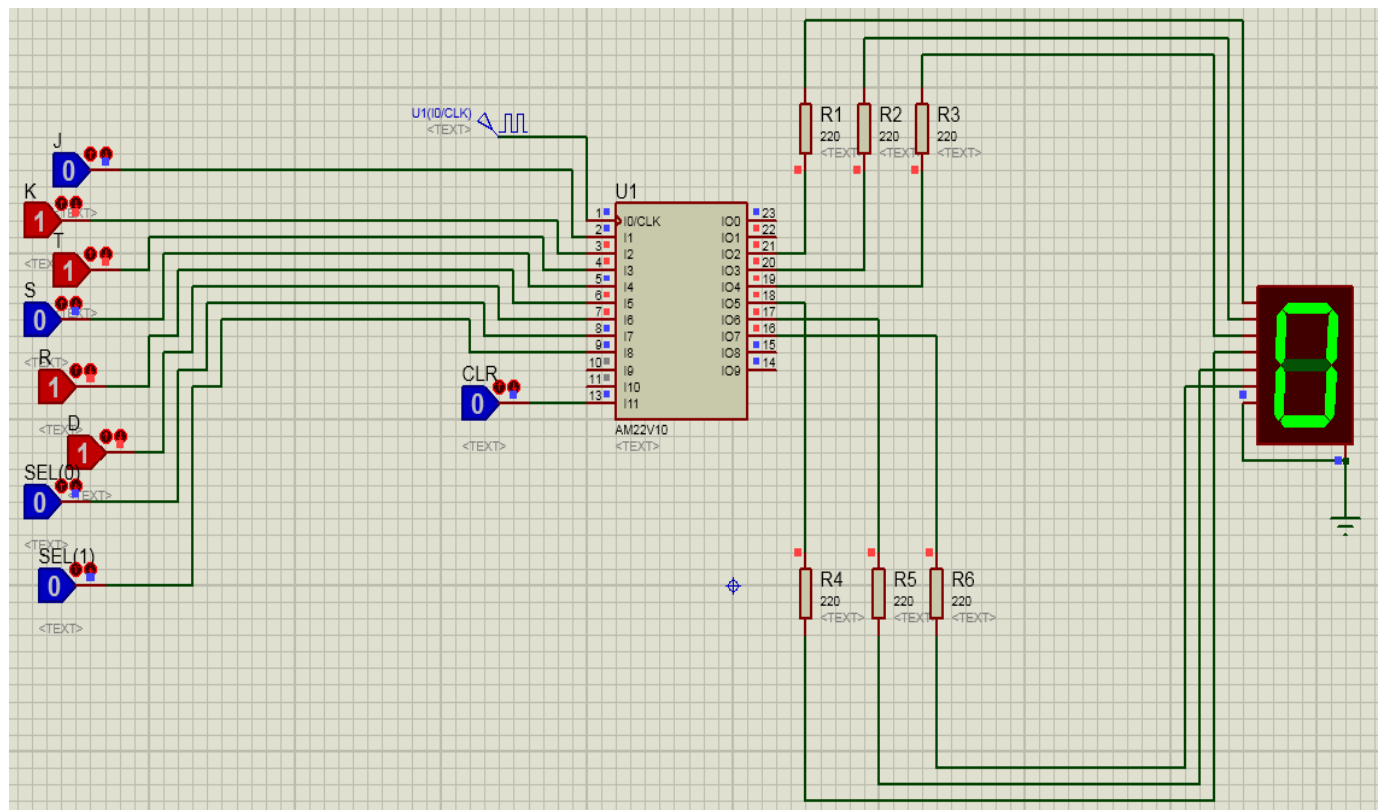 U1(I0/CLK)
<TEXT>
J
0
<TEXT>
K
1
<TEXT>
T
1
S
0
<TEXT>
<TEXT>
R
1
<TEXT>
D
1
<TEXT>
SEL(0)
0
<TEXT>
SEL(1)
0
<TEXT>
CLR
0
<TEXT>
U1
1 I0/CLK IO0 23
2 I1 IO1 22
3 I2 IO2 21
4 I3 IO3 20
5 I4 IO4 19
6 I5 IO5 18
7 I6 IO6 17
8 I7 IO7 16
9 I8 IO8 15
10 I9 IO9 14
11 I10
13 I11
AM22V10
<TEXT>
R1 R2 R3
220 220 220
<TEXT> <TEXT> <TEXT>
R4 R5 R6
220 220 220
<TEXT> <TEXT> <TEXT>
0